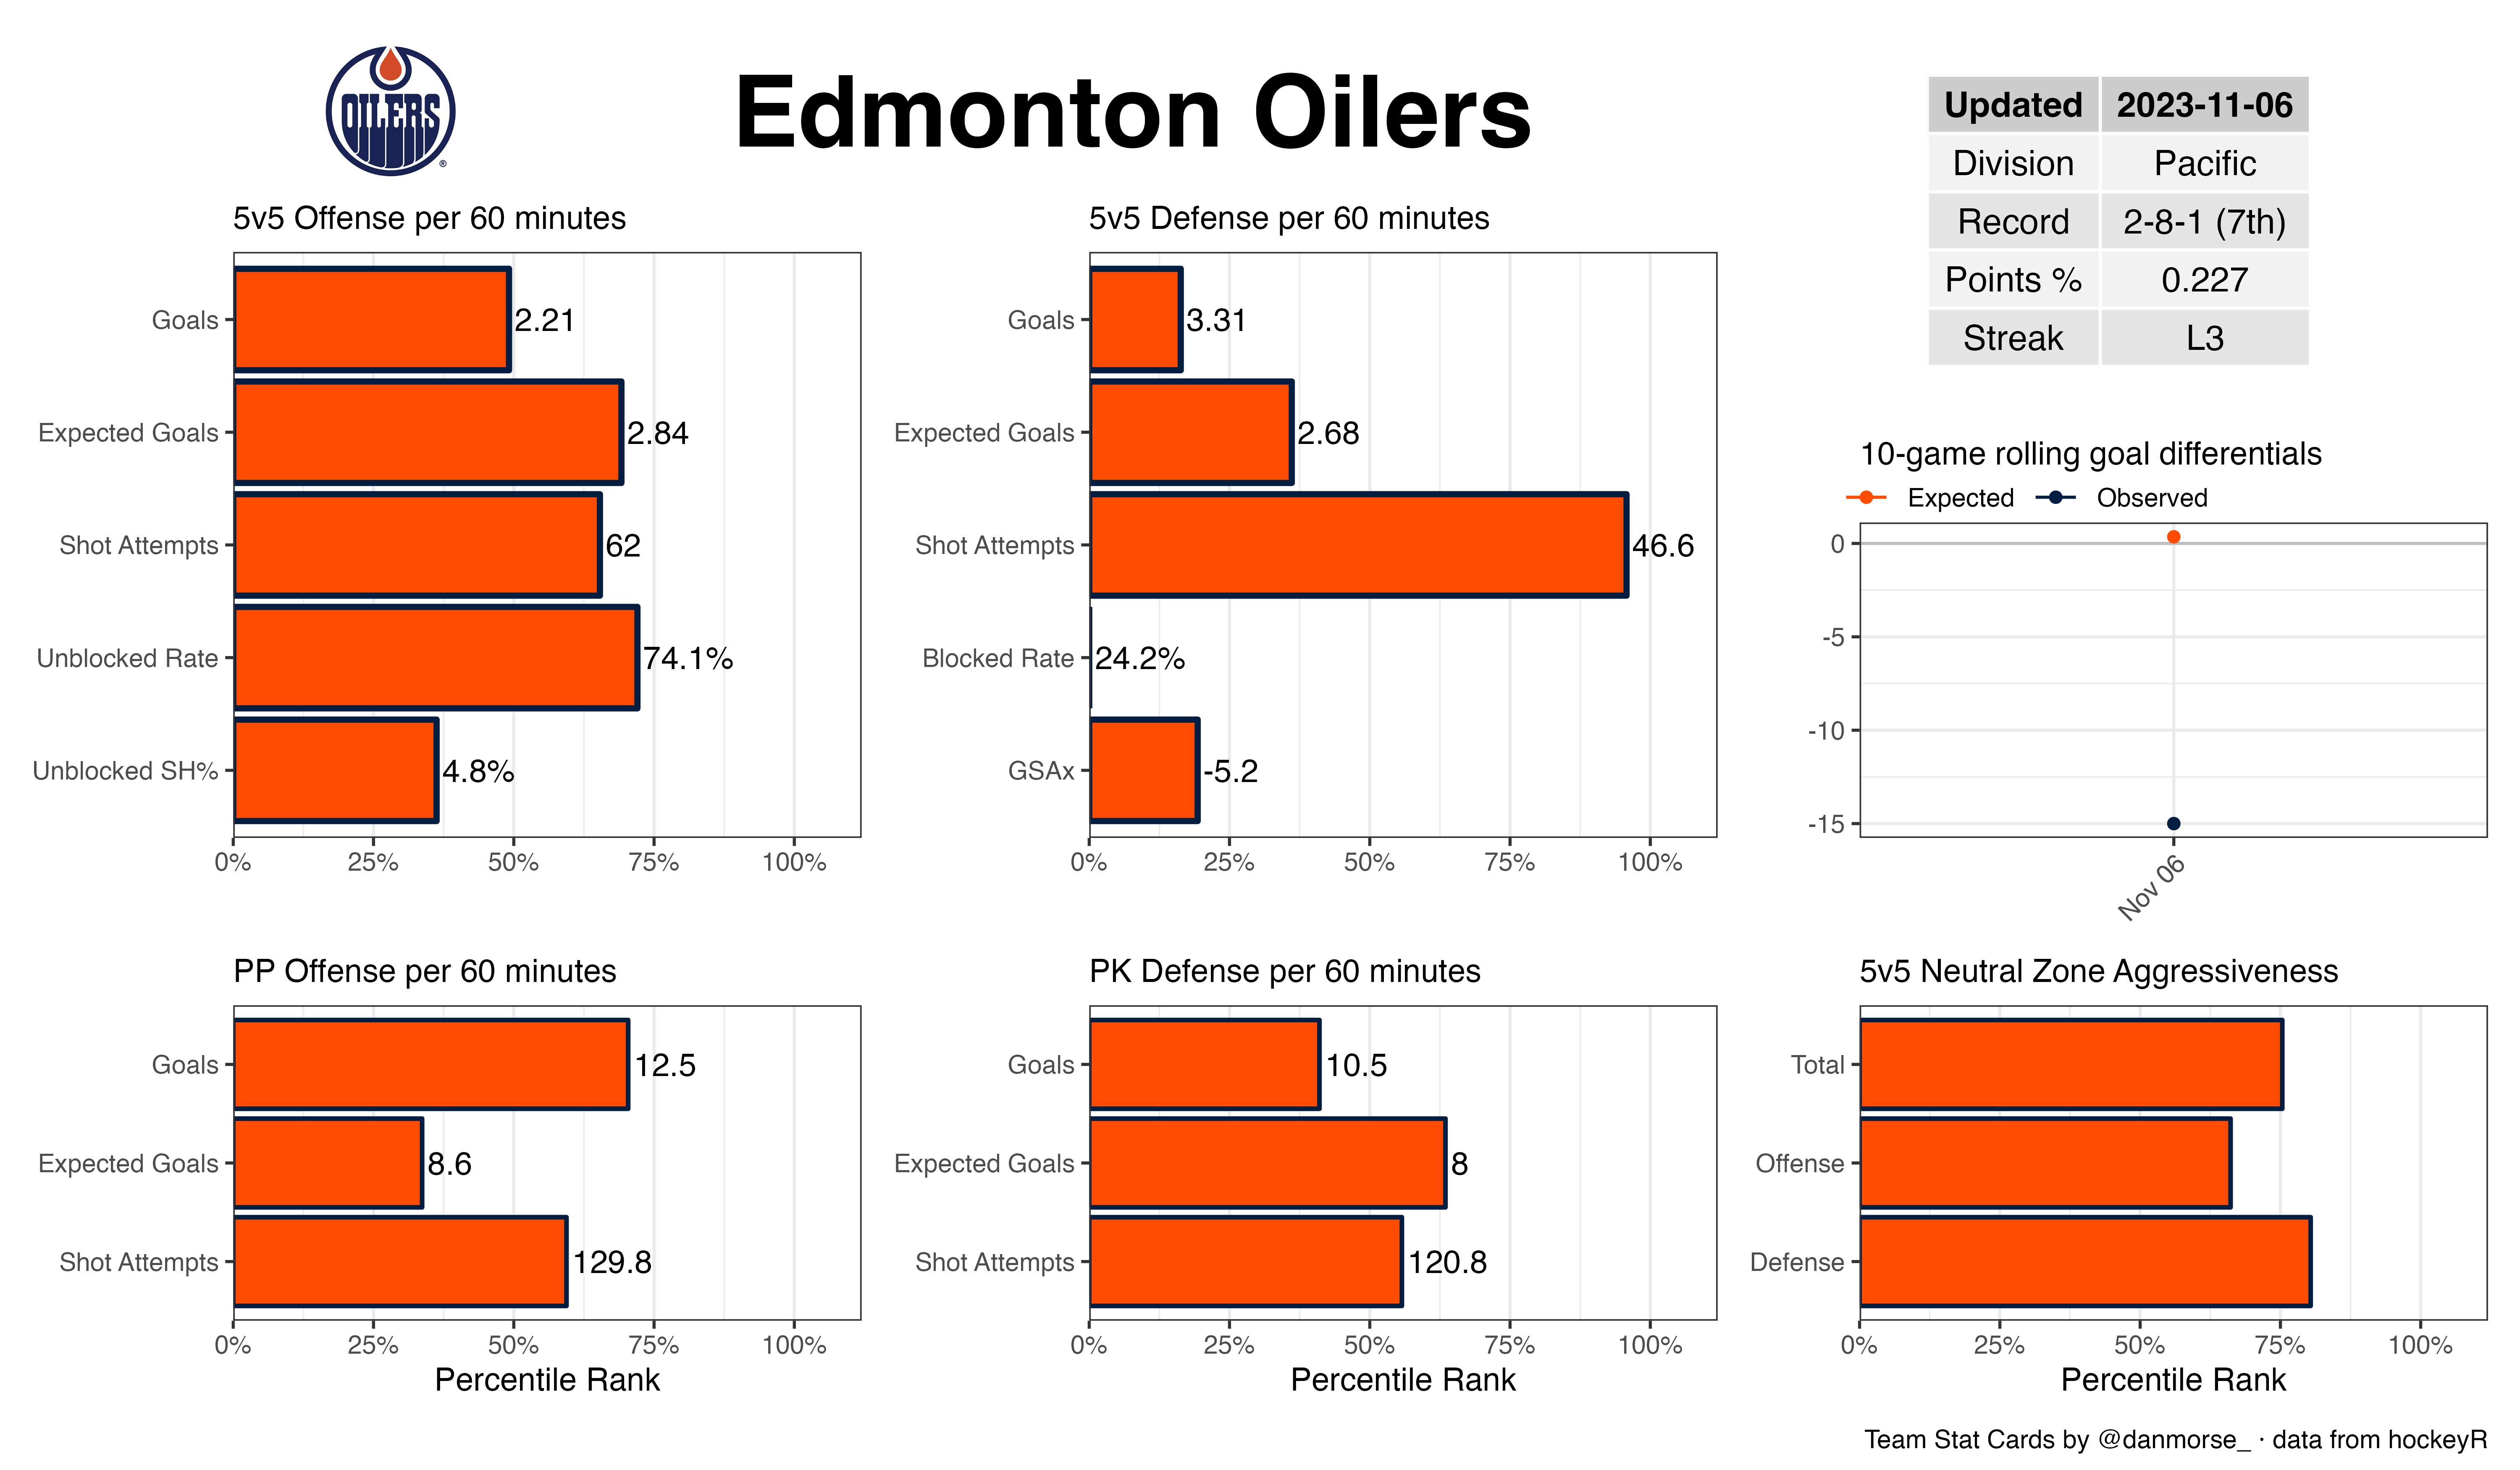 OILERS
®
Edmonton Oilers
Updated 2023-11-06
Division Pacific
Record 2-8-1 (7th)
Points % 0.227
Streak L3
5v5 Offense per 60 minutes
Goals 2.21
Expected Goals 2.84
Shot Attempts 62
Unblocked Rate 74.1%
Unblocked SH% 4.8%
0% 25% 50% 75% 100%
5v5 Defense per 60 minutes
Goals 3.31
Expected Goals 2.68
Shot Attempts 46.6
Blocked Rate 24.2%
GSAx -5.2
0% 25% 50% 75% 100%
10-game rolling goal differentials
Expected Observed
0
-5
-10
-15
Nov 06
PP Offense per 60 minutes
Goals 12.5
Expected Goals 8.6
Shot Attempts 129.8
0% 25% 50% 75% 100%
Percentile Rank
PK Defense per 60 minutes
Goals 10.5
Expected Goals 8
Shot Attempts 120.8
0% 25% 50% 75% 100%
Percentile Rank
5v5 Neutral Zone Aggressiveness
Total
Offense
Defense
0% 25% 50% 75% 100%
Percentile Rank
Team Stat Cards by @danmorse_ · data from hockeyR